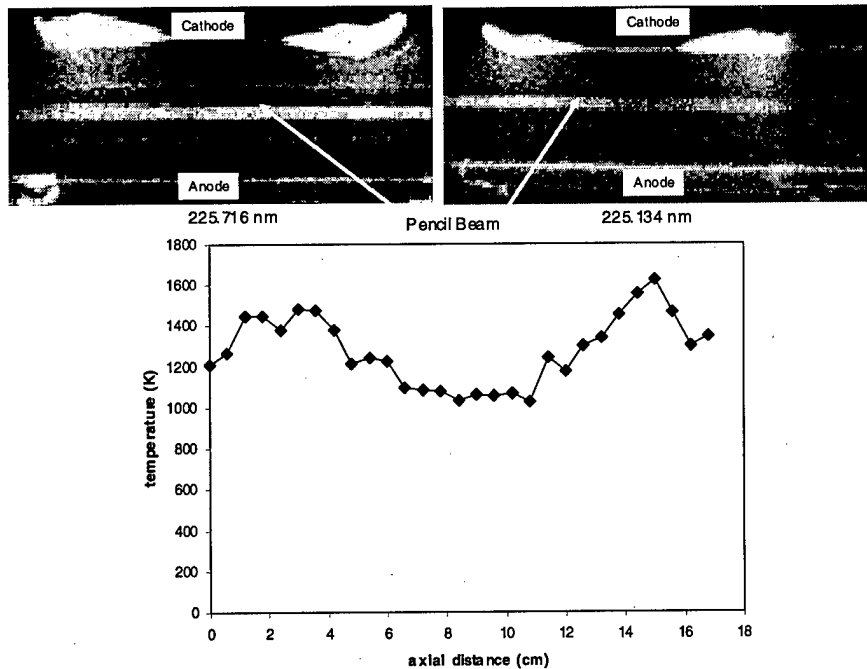 Cathode
Cathode
Anode
Anode
225.716 nm
Pencil Beam
225.134 nm
1800
1600
1400
1200
1000
800
600
400
200
0
temperature (K)
0 2 4 6 8 10 12 14 16 18
axial distance (cm)